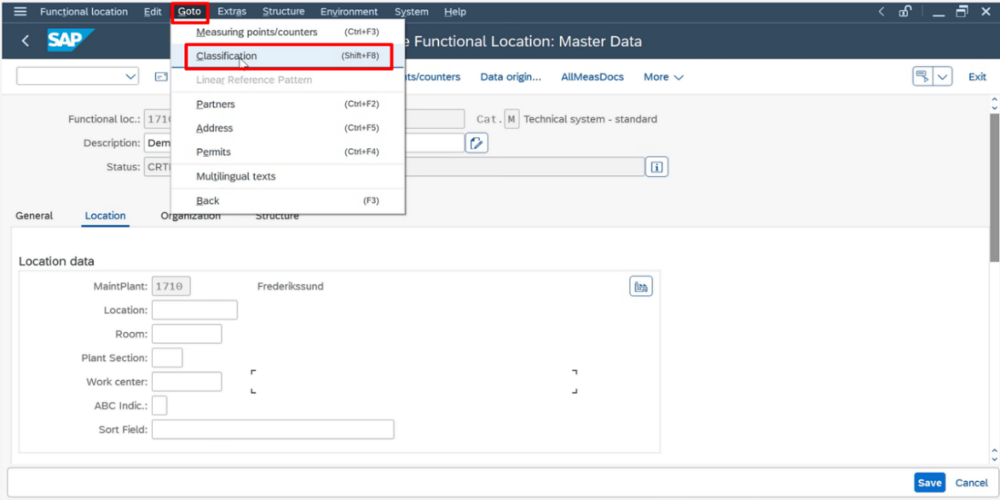 Functional location Edit Goto Extras Structure Environment System Help
SAP e Functional Location: Master Data
Measuring points/counters (Ctrl+F3)
Classification (Shift+F8)
Linear Reference Pattern
Partners (Ctrl+F2)
Address (Ctrl+F5)
Permits (Ctrl+F4)
Multilingual texts
Back (F3)
ts/counters Data origin... AllMeasDocs More Exit
Functional loc.: 171 Cat. M Technical system - standard
Description: Dem
Status: CRT
General Location Organization Structure
Location data
MaintPlant: 1710 Frederikssund
Location:
Room:
Plant Section:
Work center:
ABC Indic.:
Sort Field:
Save Cancel